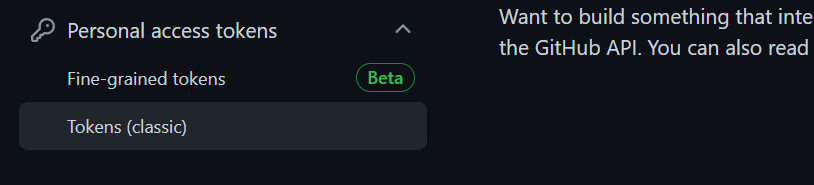 Personal access tokens
Fine-grained tokens Beta
Tokens (classic)
Want to build something that inte
the GitHub API. You can also read